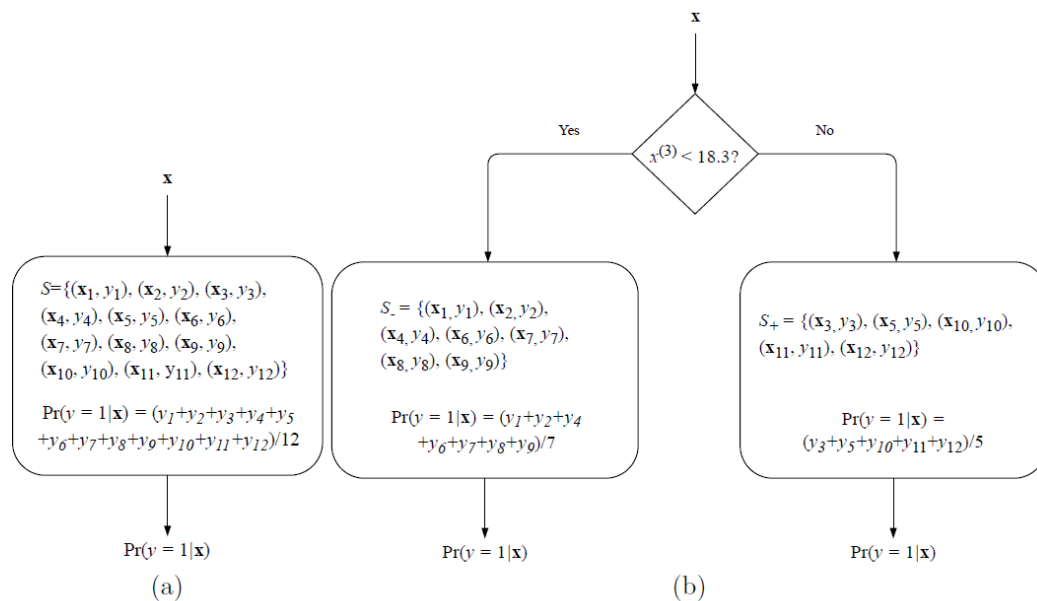 x
S={(x₁, y₁), (x₂, y₂), (x₃, y₃),
(x₄, y₄), (x₅, y₅), (x₆, y₆),
(x₇, y₇), (x₈, y₈), (x₉, y₉),
(x₁₀, y₁₀), (x₁₁, y₁₁), (x₁₂, y₁₂)}
Pr(y = 1|x) = (y₁+y₂+y₃+y₄+y₅
+y₆+y₇+y₈+y₉+y₁₀+y₁₁+y₁₂)/12
Pr(y = 1|x)
(a)
x
x⁽³⁾ < 18.3?
Yes
No
S₋ = {(x₁, y₁), (x₂, y₂),
(x₄, y₄), (x₆, y₆), (x₇, y₇),
(x₈, y₈), (x₉, y₉)}
Pr(y = 1|x) = (y₁+y₂+y₄
+y₆+y₇+y₈+y₉)/7
Pr(y = 1|x)
S₊ = {(x₃, y₃), (x₅, y₅), (x₁₀, y₁₀),
(x₁₁, y₁₁), (x₁₂, y₁₂)}
Pr(y = 1|x) =
(y₃+y₅+y₁₀+y₁₁+y₁₂)/5
Pr(y = 1|x)
(b)